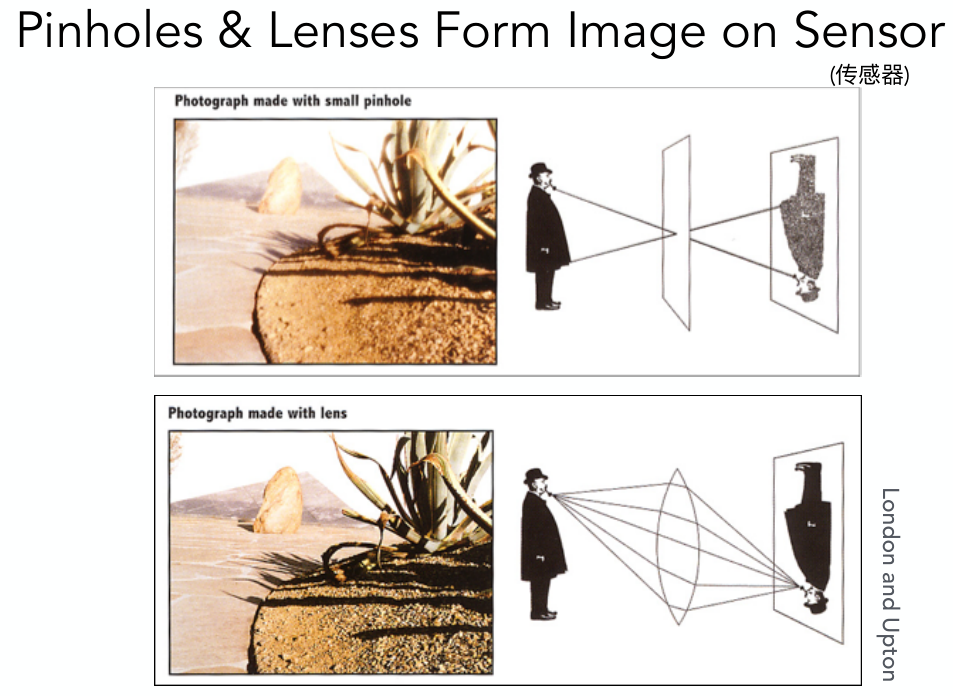 Pinholes & Lenses Form Image on Sensor
(传感器)
Photograph made with small pinhole
Photograph made with lens
London and Upton